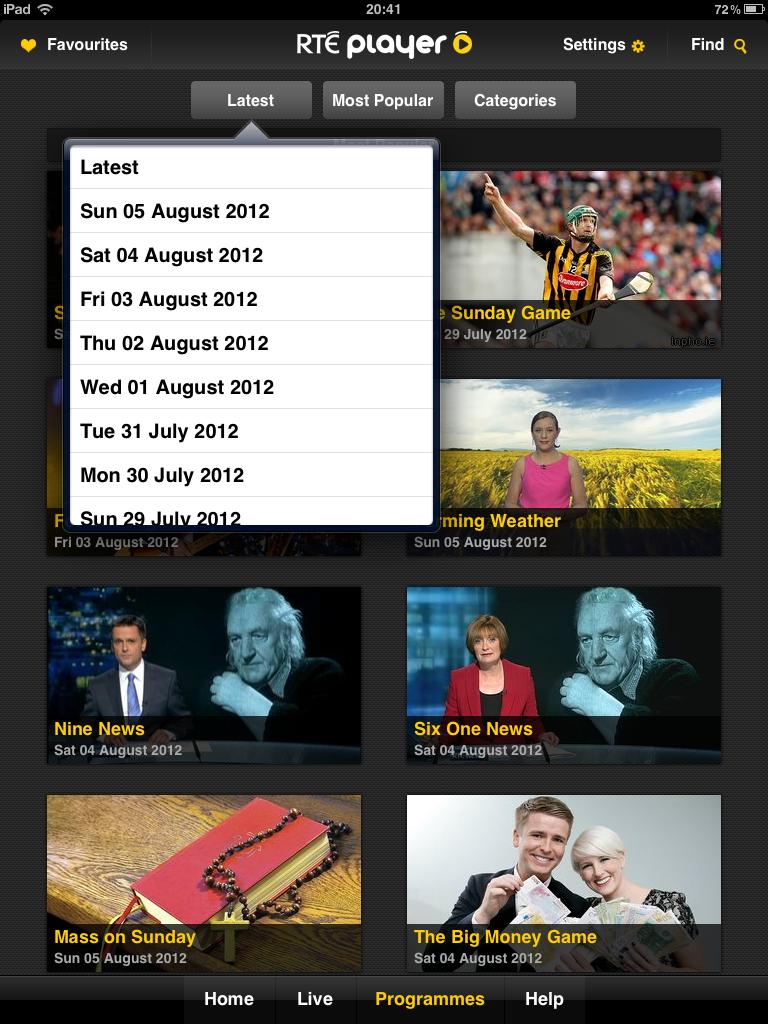 iPad
20:41
72%
Favourites
RTÉ player
Settings
Find
Latest
Most Popular
Categories
Latest
Sun 05 August 2012
Sat 04 August 2012
Fri 03 August 2012
Thu 02 August 2012
Wed 01 August 2012
Tue 31 July 2012
Mon 30 July 2012
Sun 29 July 2012
Most Popular
Sunday Game
29 July 2012
Inpho.ie
Fri 03 August 2012
Weather
Sun 05 August 2012
Nine News
Sat 04 August 2012
Six One News
Sat 04 August 2012
Mass on Sunday
Sun 05 August 2012
The Big Money Game
Sat 04 August 2012
Home
Live
Programmes
Help